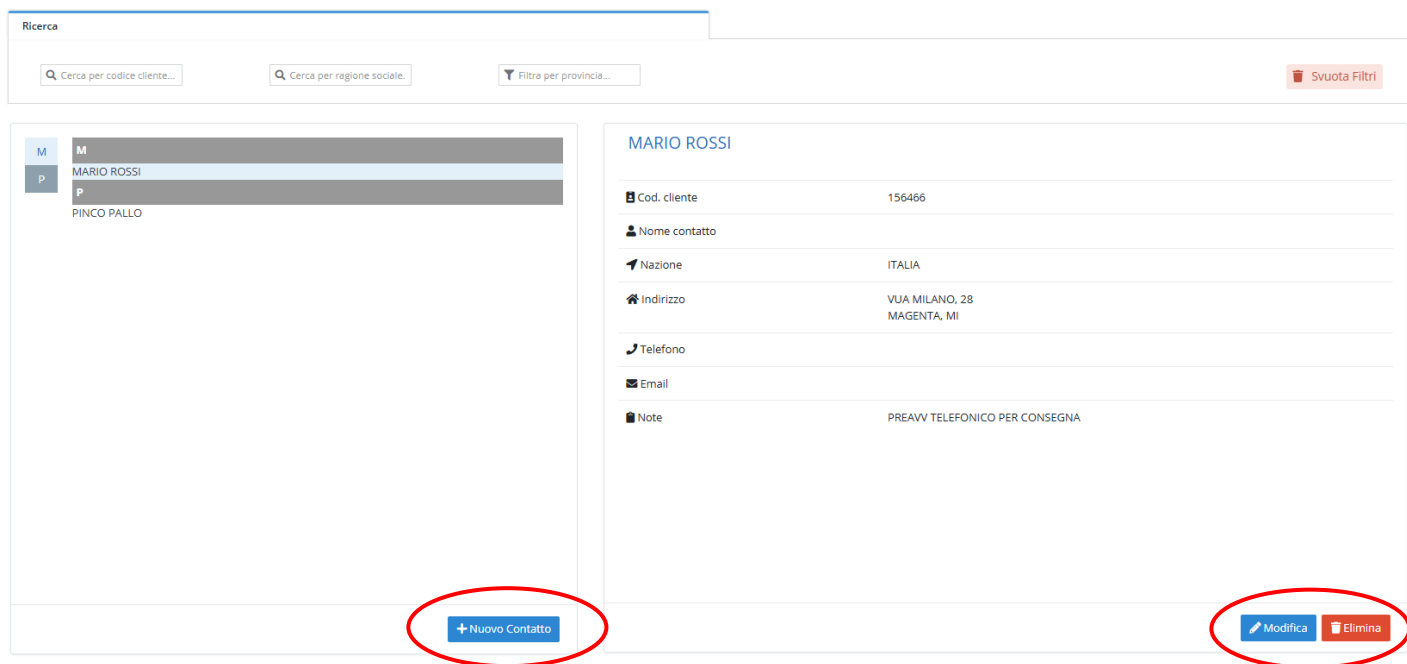 Ricerca
Cerca per codice cliente...
Cerca per ragione sociale.
Filtra per provincia...
Svuota Filtri
M
P
M
MARIO ROSSI
P
PINCO PALLO
Nuovo Contatto
MARIO ROSSI
Cod. cliente 156466
Nome contatto
Nazione ITALIA
Indirizzo VUA MILANO, 28
MAGENTA, MI
Telefono
Email
Note PREAVV TELEFONICO PER CONSEGNA
Modifica Elimina